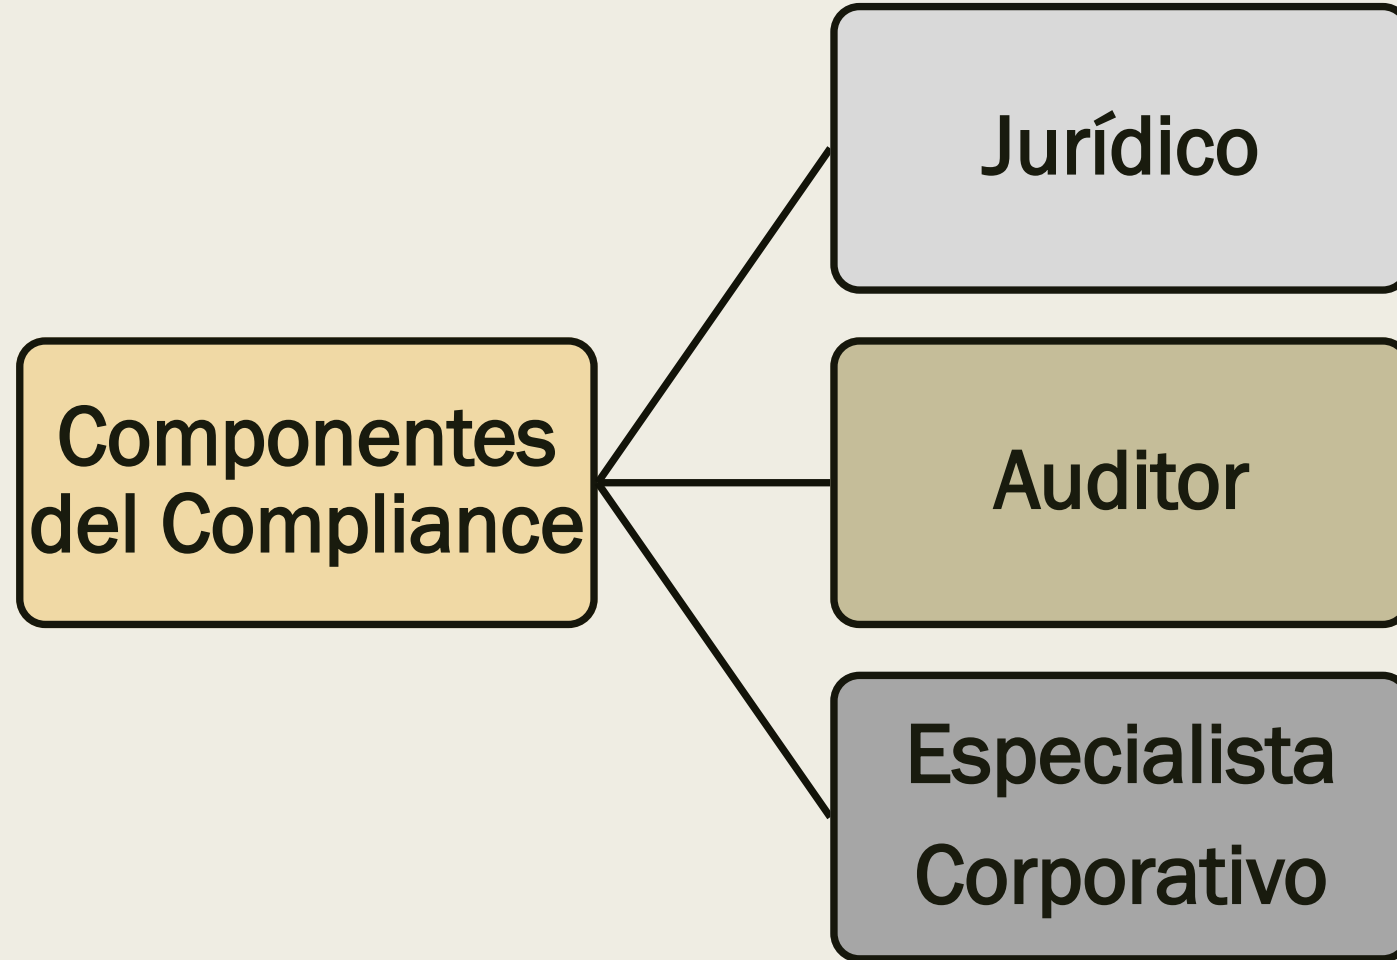 Jurídico
Componentes
del Compliance
Auditor
Especialista
Corporativo